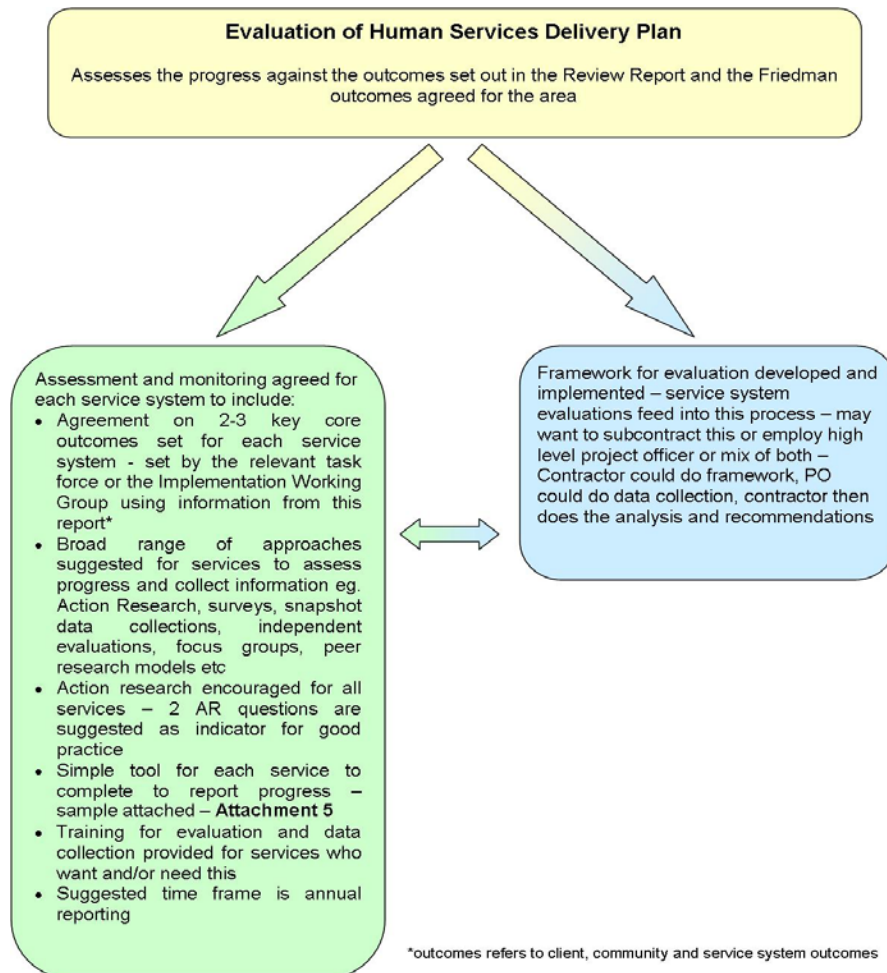 Evaluation of Human Services Delivery Plan
Assesses the progress against the outcomes set out in the Review Report and the Friedman
outcomes agreed for the area
Assessment and monitoring agreed for
each service system to include:
• Agreement on 2-3 key core
outcomes set for each service
system - set by the relevant task
force or the Implementation Working
Group using information from this
report*
• Broad range of approaches
suggested for services to assess
progress and collect information eg.
Action Research, surveys, snapshot
data collections, independent
evaluations, focus groups, peer
research models etc
• Action research encouraged for all
services – 2 AR questions are
suggested as indicator for good
practice
• Simple tool for each service to
complete to report progress –
sample attached – Attachment 5
• Training for evaluation and data
collection provided for services who
want and/or need this
• Suggested time frame is annual
reporting
Framework for evaluation developed and
implemented – service system
evaluations feed into this process – may
want to subcontract this or employ high
level project officer or mix of both –
Contractor could do framework, PO
could do data collection, contractor then
does the analysis and recommendations
*outcomes refers to client, community and service system outcomes